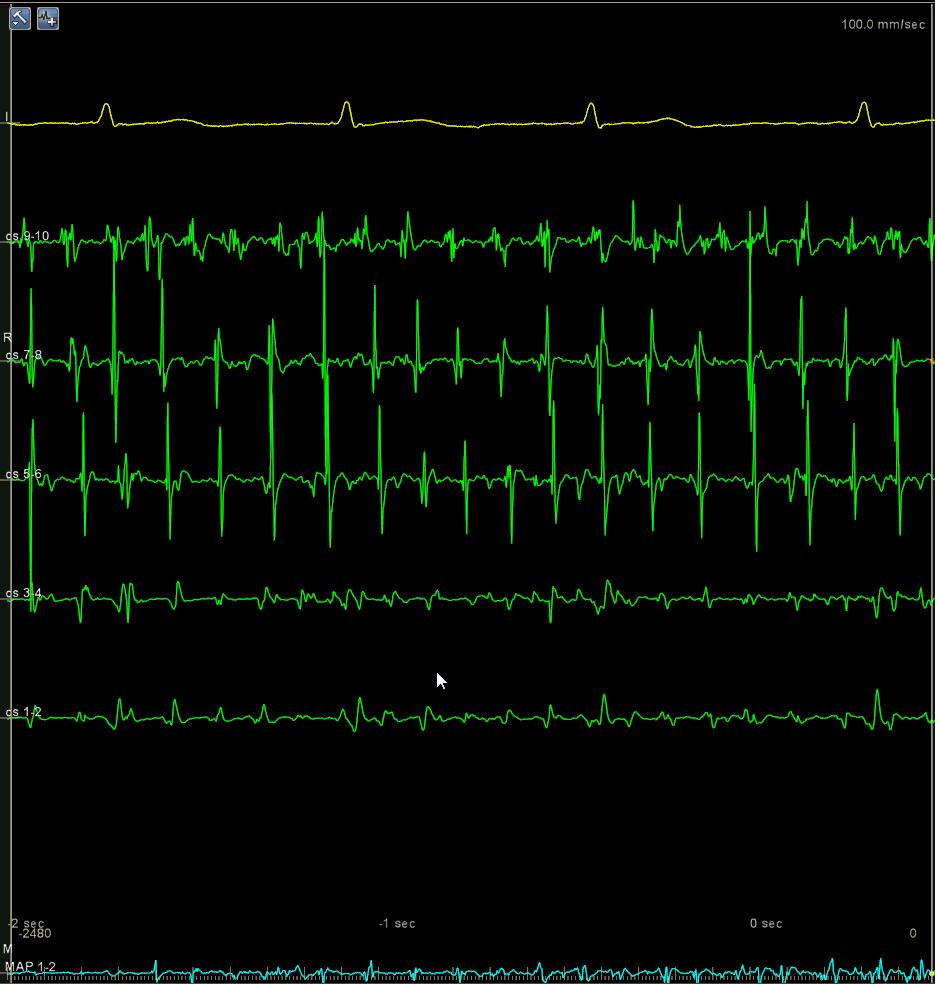 100.0 mm/sec
I
cs 9-10
R
cs 7-8
cs 5-6
cs 3-4
cs 1-2
-2 sec
-1 sec
0 sec
-2480
0
M
MAP 1-2